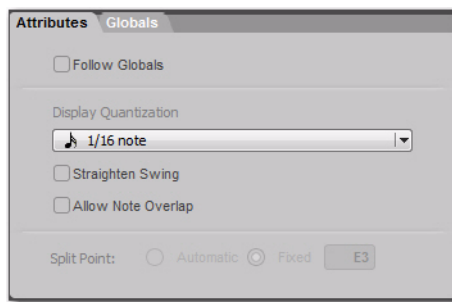 Attributes Globals
Follow Globals
Display Quantization
1/16 note
Straighten Swing
Allow Note Overlap
Split Point: Automatic Fixed E3